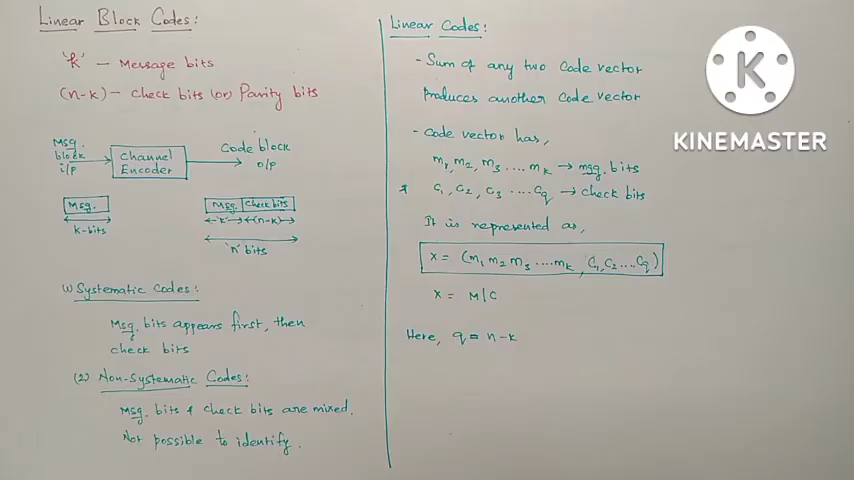 Linear Block Codes:
'k' – Message bits
(n-k) – Check bits (or) Parity bits
Msg.
block
i/p
Channel
Encoder
Code block
o/p
Msg.
k-bits
Msg. Check bits
'k' (n-k)
'n' bits
(1) Systematic Codes:
Msg. bits appears first, then
check bits
(2) Non-Systematic Codes:
Msg. bits & check bits are mixed.
Not possible to identify.
Linear Codes:
- Sum of any two code vector
Produces another code vector
- Code vector has,
m1, m2, m3 .... mk → msg. bits
& c1, c2, c3 .... cq → check bits
It is represented as,
X = (m1 m2 m3 .... mk, c1, c2 .... cq)
X = M|C
Here, q = n-k
K
KINEMASTER